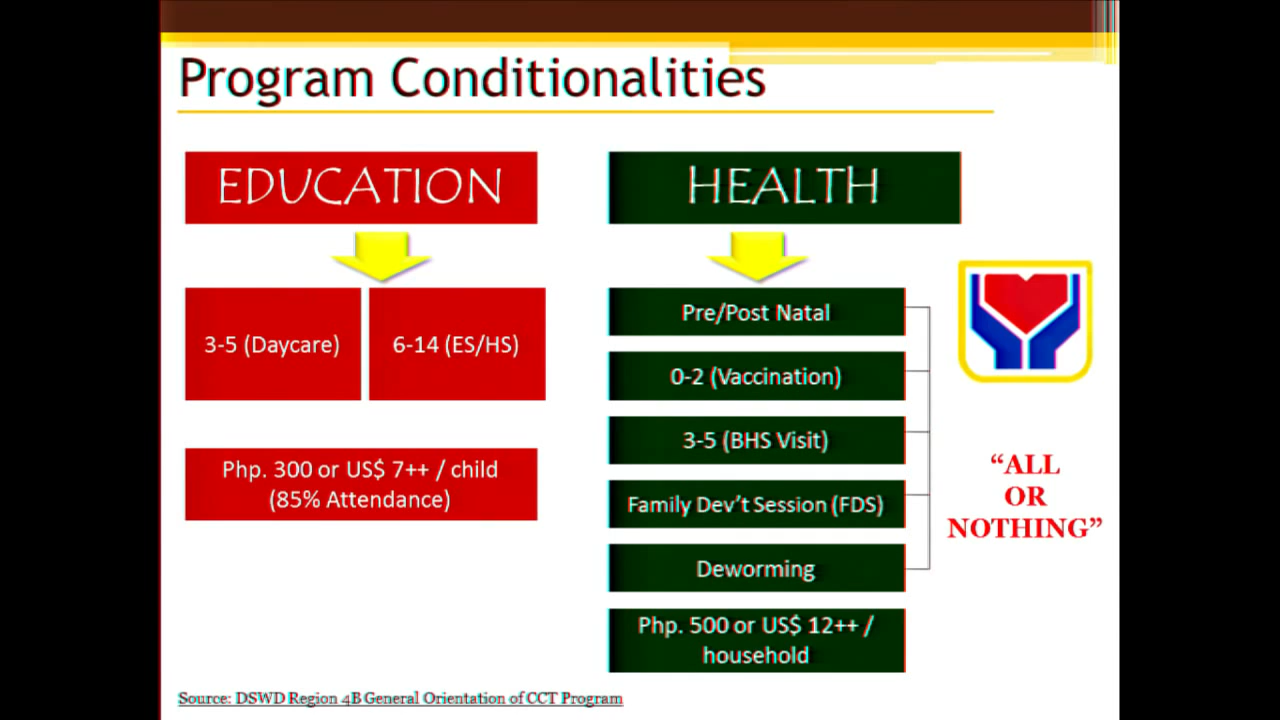 Program Conditionalities
EDUCATION
3-5 (Daycare)
6-14 (ES/HS)
Php. 300 or US$ 7++ / child
(85% Attendance)
HEALTH
Pre/Post Natal
0-2 (Vaccination)
3-5 (BHS Visit)
Family Dev’t Session (FDS)
Deworming
Php. 500 or US$ 12++ /
household
“ALL
OR
NOTHING”
Source: DSWD Region 4B General Orientation of CCT Program